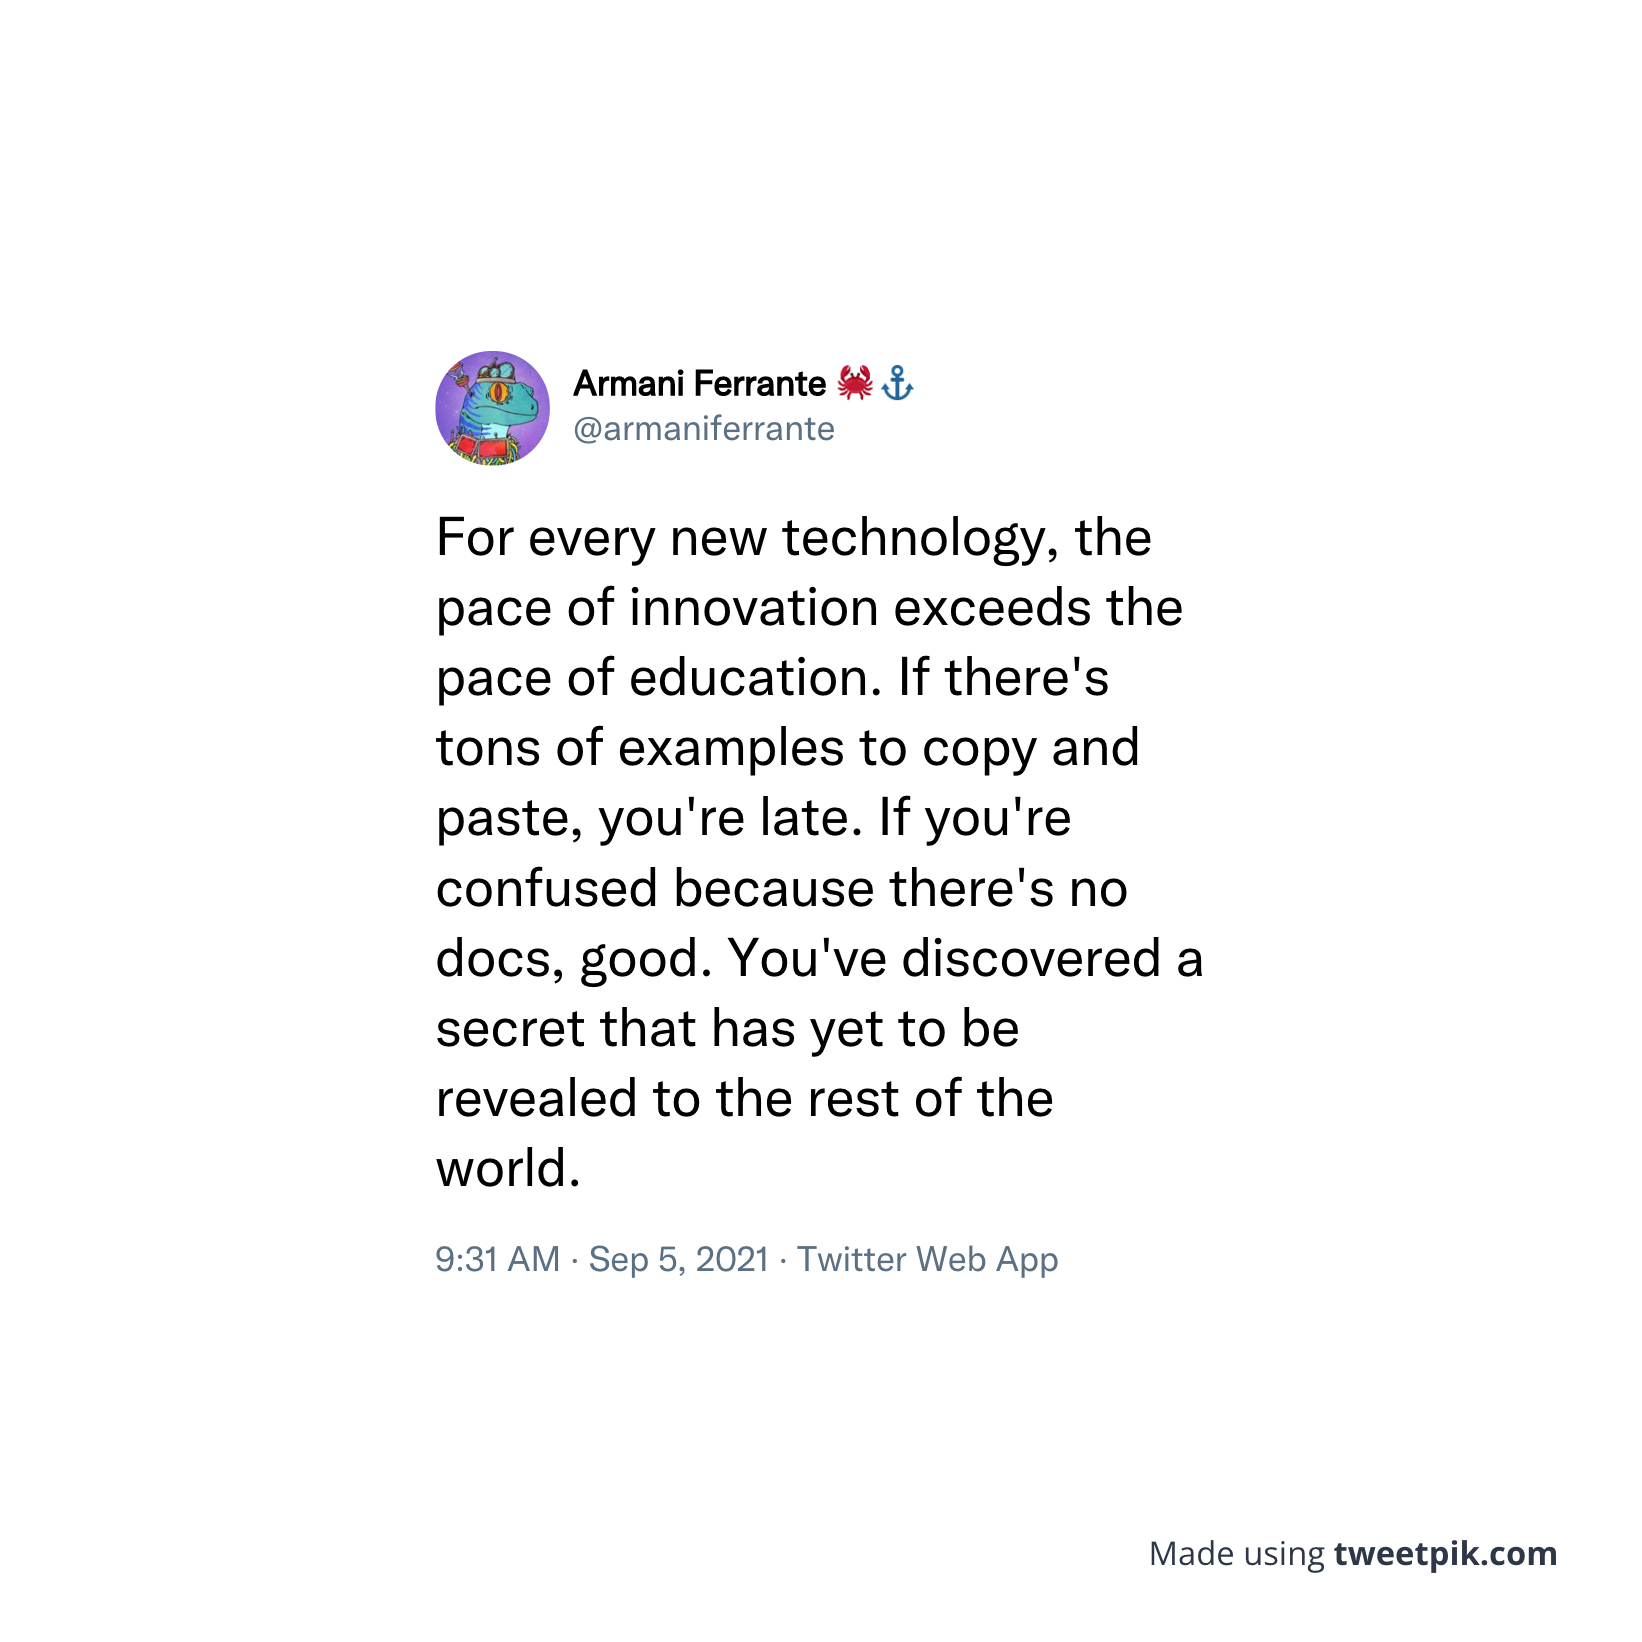 Armani Ferrante 🦀⚓
@armaniferrante
For every new technology, the
pace of innovation exceeds the
pace of education. If there's
tons of examples to copy and
paste, you're late. If you're
confused because there's no
docs, good. You've discovered a
secret that has yet to be
revealed to the rest of the
world.
9:31 AM · Sep 5, 2021 · Twitter Web App
Made using tweetpik.com